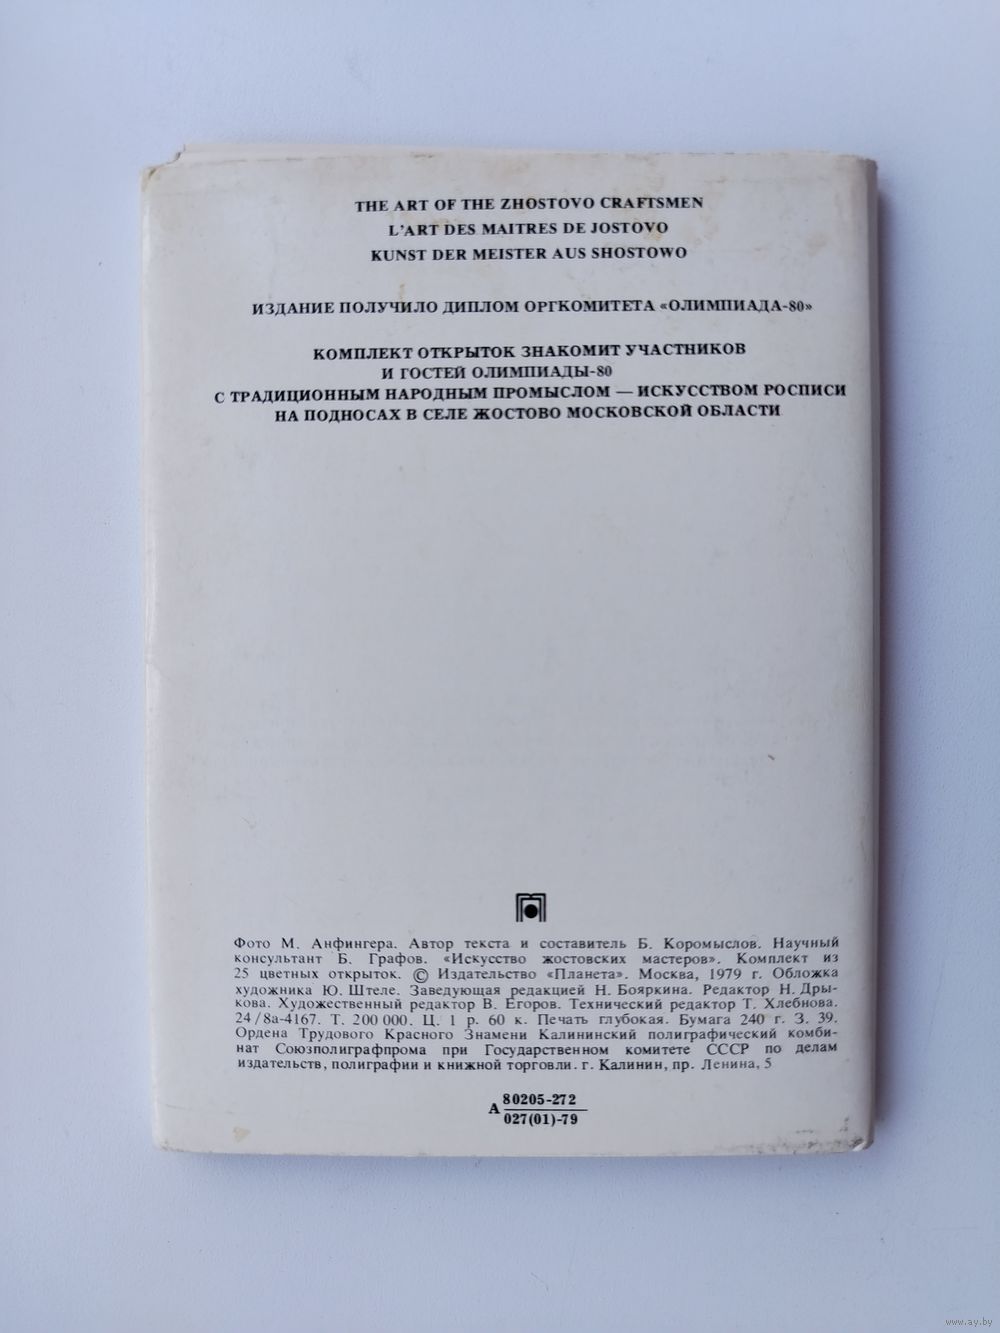 THE ART OF THE ZHOSTOVO CRAFTSMEN
L'ART DES MAITRES DE JOSTOVO
KUNST DER MEISTER AUS SHOSTOWO
ИЗДАНИЕ ПОЛУЧИЛО ДИПЛОМ ОРГКОМИТЕТА «ОЛИМПИАДА-80»
КОМПЛЕКТ ОТКРЫТОК ЗНАКОМИТ УЧАСТНИКОВ
И ГОСТЕЙ ОЛИМПИАДЫ-80
С ТРАДИЦИОННЫМ НАРОДНЫМ ПРОМЫСЛОМ — ИСКУССТВОМ РОСПИСИ
НА ПОДНОСАХ В СЕЛЕ ЖОСТОВО МОСКОВСКОЙ ОБЛАСТИ
Фото М. Анфингера. Автор текста и составитель Б. Коромыслов. Научный
консультант Б. Графов. «Искусство жостовских мастеров». Комплект из
25 цветных открыток. © Издательство «Планета». Москва, 1979 г. Обложка
художника Ю. Штеле. Заведующая редакцией Н. Бояркина. Редактор Н. Дры-
кова. Художественный редактор В. Егоров. Технический редактор Т. Хлебнова.
24/8а-4167. Т. 200 000. Ц. 1 р. 60 к. Печать глубокая. Бумага 240 г. З. 39.
Ордена Трудового Красного Знамени Калининский полиграфический комби-
нат Союзполиграфпрома при Государственном комитете СССР по делам
издательств, полиграфии и книжной торговли. г. Калинин, пр. Ленина, 5
А 80205-272
027(01)-79
www.ay.by